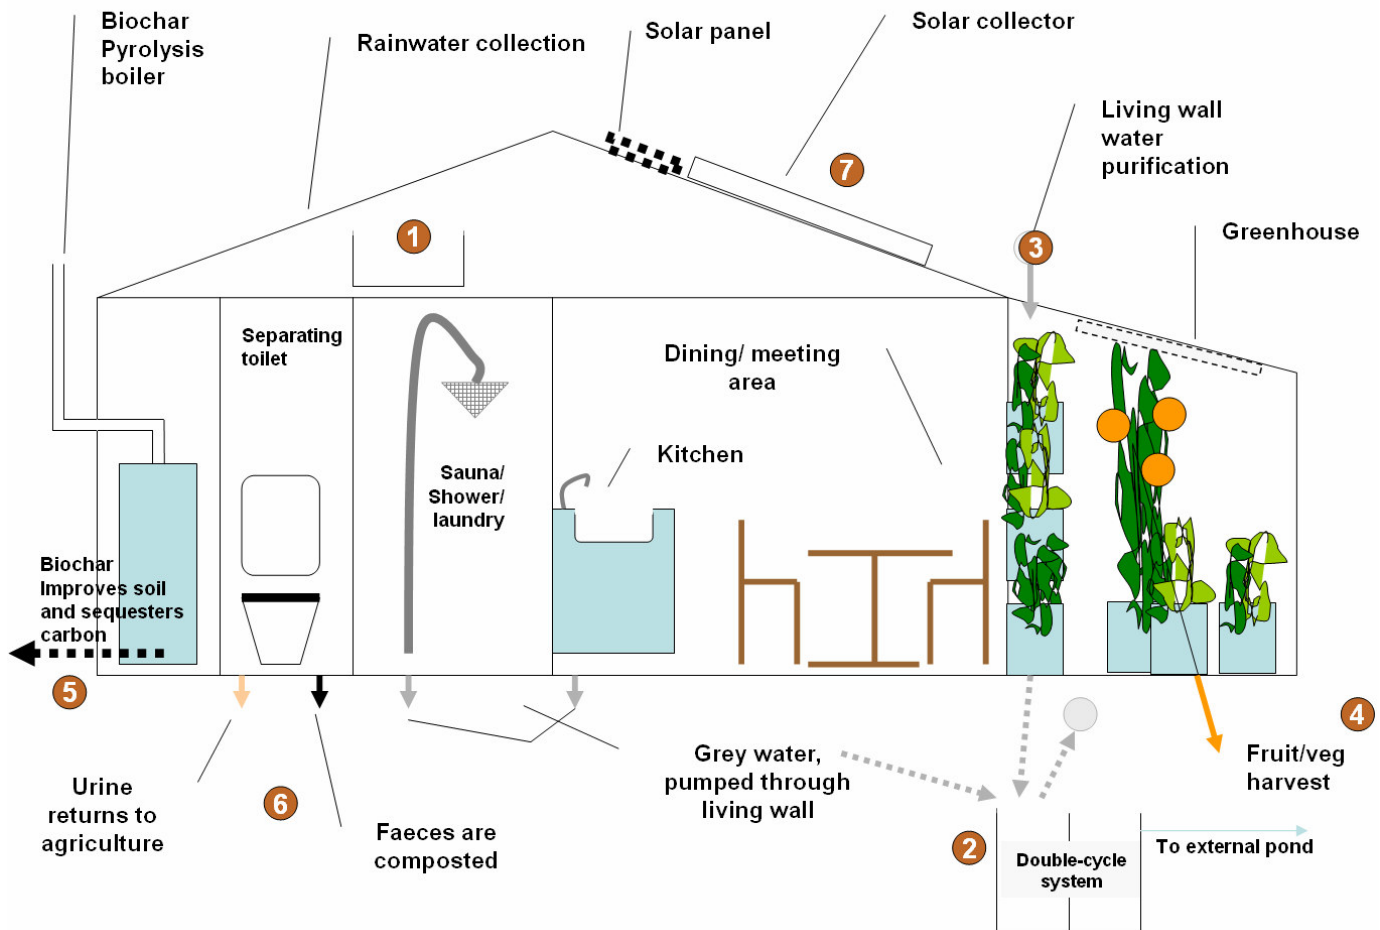 Biochar
Pyrolysis
boiler
Rainwater collection
Solar panel
Solar collector
Living wall
water
purification
Greenhouse
7
1
3
Separating
toilet
Dining/ meeting
area
Kitchen
Sauna/
Shower/
laundry
Biochar
Improves soil
and sequesters
carbon
5
4
Urine
returns to
agriculture
6
Faeces are
composted
Grey water,
pumped through
living wall
Fruit/veg
harvest
2
Double-cycle
system
To external pond